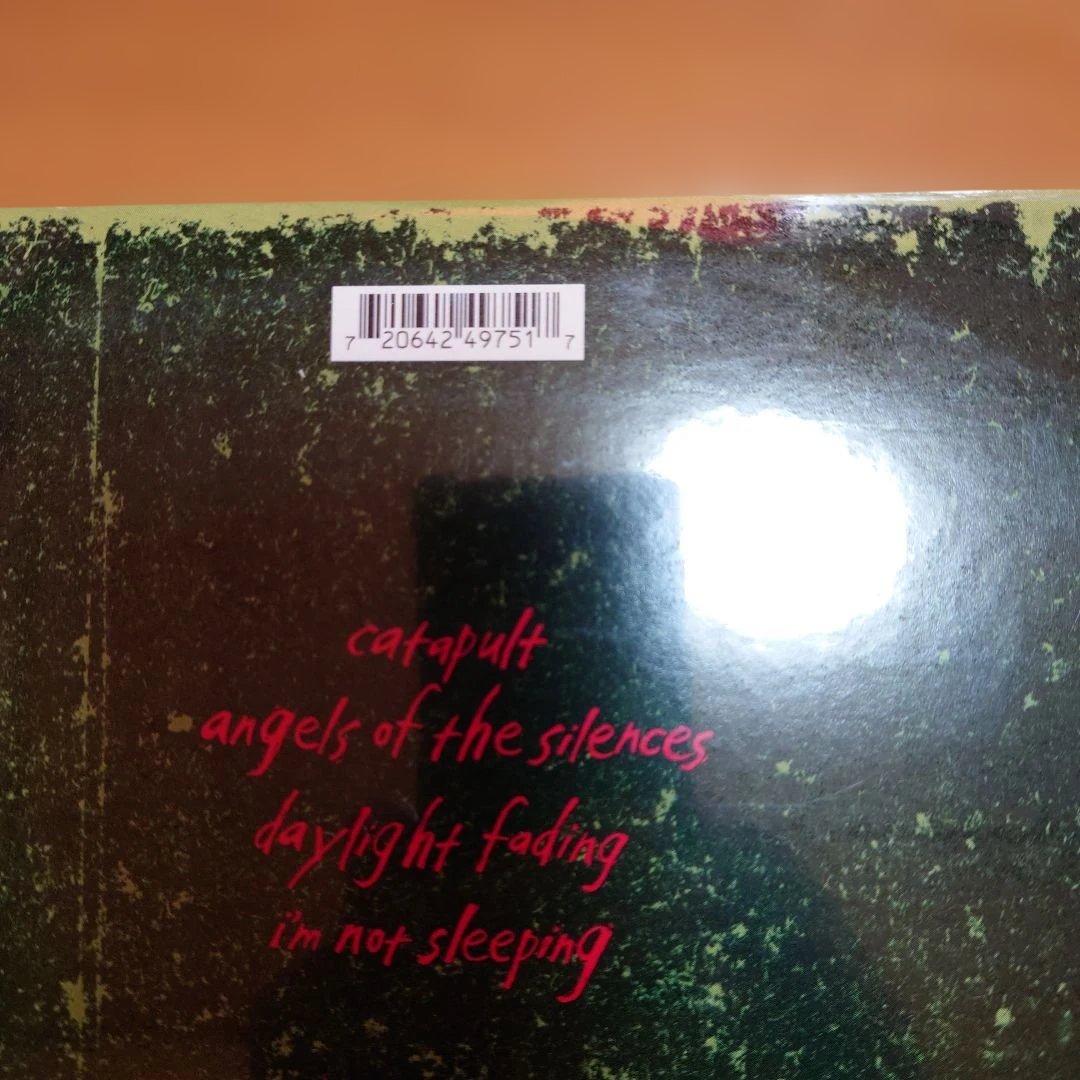 7 20642 49751 7
catapult
angels of the silences
daylight fading
i'm not sleeping